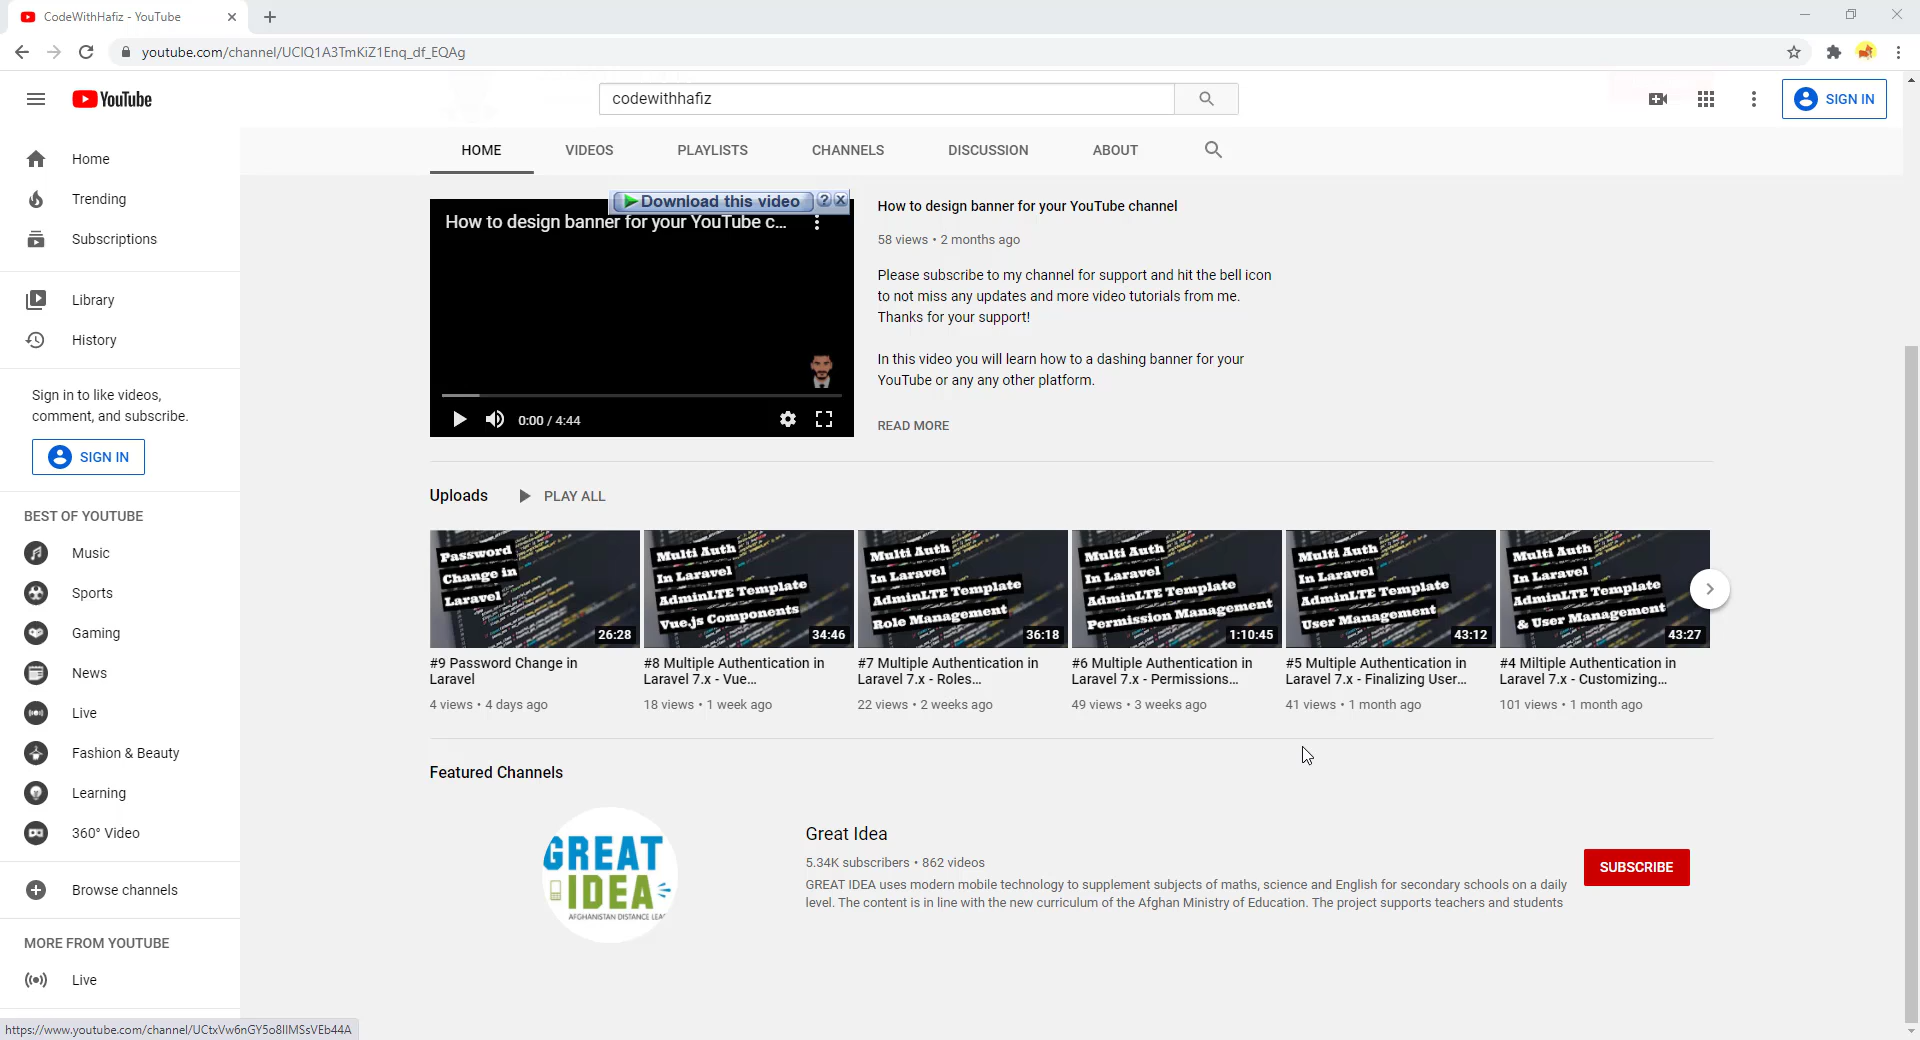 CodeWithHafiz - YouTube
youtube.com/channel/UCIQ1A3TmKiZ1Enq_df_EQAg
YouTube
codewithhafiz
SIGN IN
HOME VIDEOS PLAYLISTS CHANNELS DISCUSSION ABOUT
Home
Trending
Subscriptions
Library
History
Sign in to like videos,
comment, and subscribe.
SIGN IN
BEST OF YOUTUBE
Music
Sports
Gaming
News
Live
Fashion & Beauty
Learning
360° Video
Browse channels
MORE FROM YOUTUBE
Live
https://www.youtube.com/channel/UCtxVw6nGY5o8IIMSsVEb44A
Download this video ?
How to design banner for your YouTube c...
0:00 / 4:44
How to design banner for your YouTube channel
58 views • 2 months ago
Please subscribe to my channel for support and hit the bell icon
to not miss any updates and more video tutorials from me.
Thanks for your support!
In this video you will learn how to a dashing banner for your
YouTube or any any other platform.
READ MORE
Uploads PLAY ALL
Password
Change in
Laravel
26:28
#9 Password Change in
Laravel
4 views • 4 days ago
Multi Auth
In Laravel
AdminLTE Template
Vue.js Components
34:46
#8 Multiple Authentication in
Laravel 7.x - Vue...
18 views • 1 week ago
Multi Auth
In Laravel
AdminLTE Template
Role Management
36:18
#7 Multiple Authentication in
Laravel 7.x - Roles...
22 views • 2 weeks ago
Multi Auth
In Laravel
AdminLTE Template
Permission Management
1:10:45
#6 Multiple Authentication in
Laravel 7.x - Permissions...
49 views • 3 weeks ago
Multi Auth
In Laravel
AdminLTE Template
User Management
43:12
#5 Multiple Authentication in
Laravel 7.x - Finalizing User...
41 views • 1 month ago
Multi Auth
In Laravel
AdminLTE Template
& User Management
43:27
#4 Miltiple Authentication in
Laravel 7.x - Customizing...
101 views • 1 month ago
Featured Channels
GREAT
IDEA
AFGHANISTAN DISTANCE LEA
Great Idea
5.34K subscribers • 862 videos
GREAT IDEA uses modern mobile technology to supplement subjects of maths, science and English for secondary schools on a daily
level. The content is in line with the new curriculum of the Afghan Ministry of Education. The project supports teachers and students
SUBSCRIBE